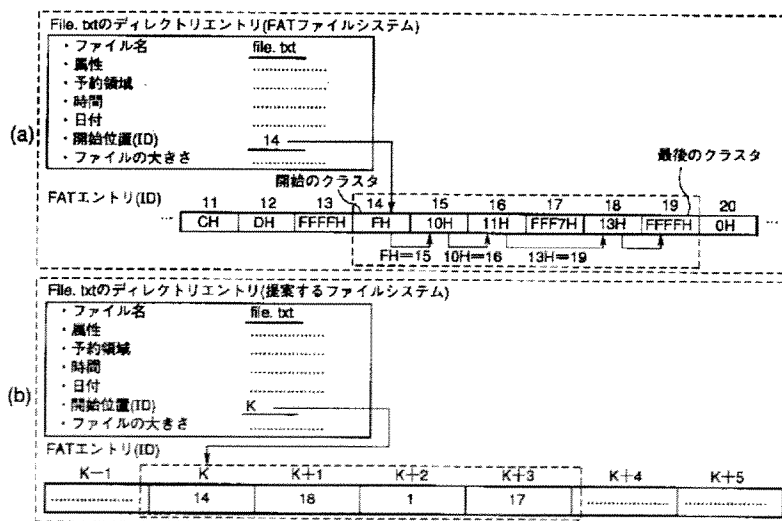 File. txtのディレクトリエントリ(FATファイルシステム)
・ファイル名 file. txt
・属性
・予約領域
・時間
・日付
・開始位置(ID) 14
・ファイルの大きさ
(a)
開始のクラスタ
最後のクラスタ
FATエントリ(ID)
11 12 13 14 15 16 17 18 19 20
... CH DH FFFFH FH 10H 11H FFF7H 13H FFFFH 0H ...
FH=15 10H=16 13H=19
File. txtのディレクトリエントリ(提案するファイルシステム)
・ファイル名 file. txt
・属性
・予約領域
・時間
・日付
・開始位置(ID) K
・ファイルの大きさ
(b)
FATエントリ(ID)
K-1 K K+1 K+2 K+3 K+4 K+5
14 18 1 17